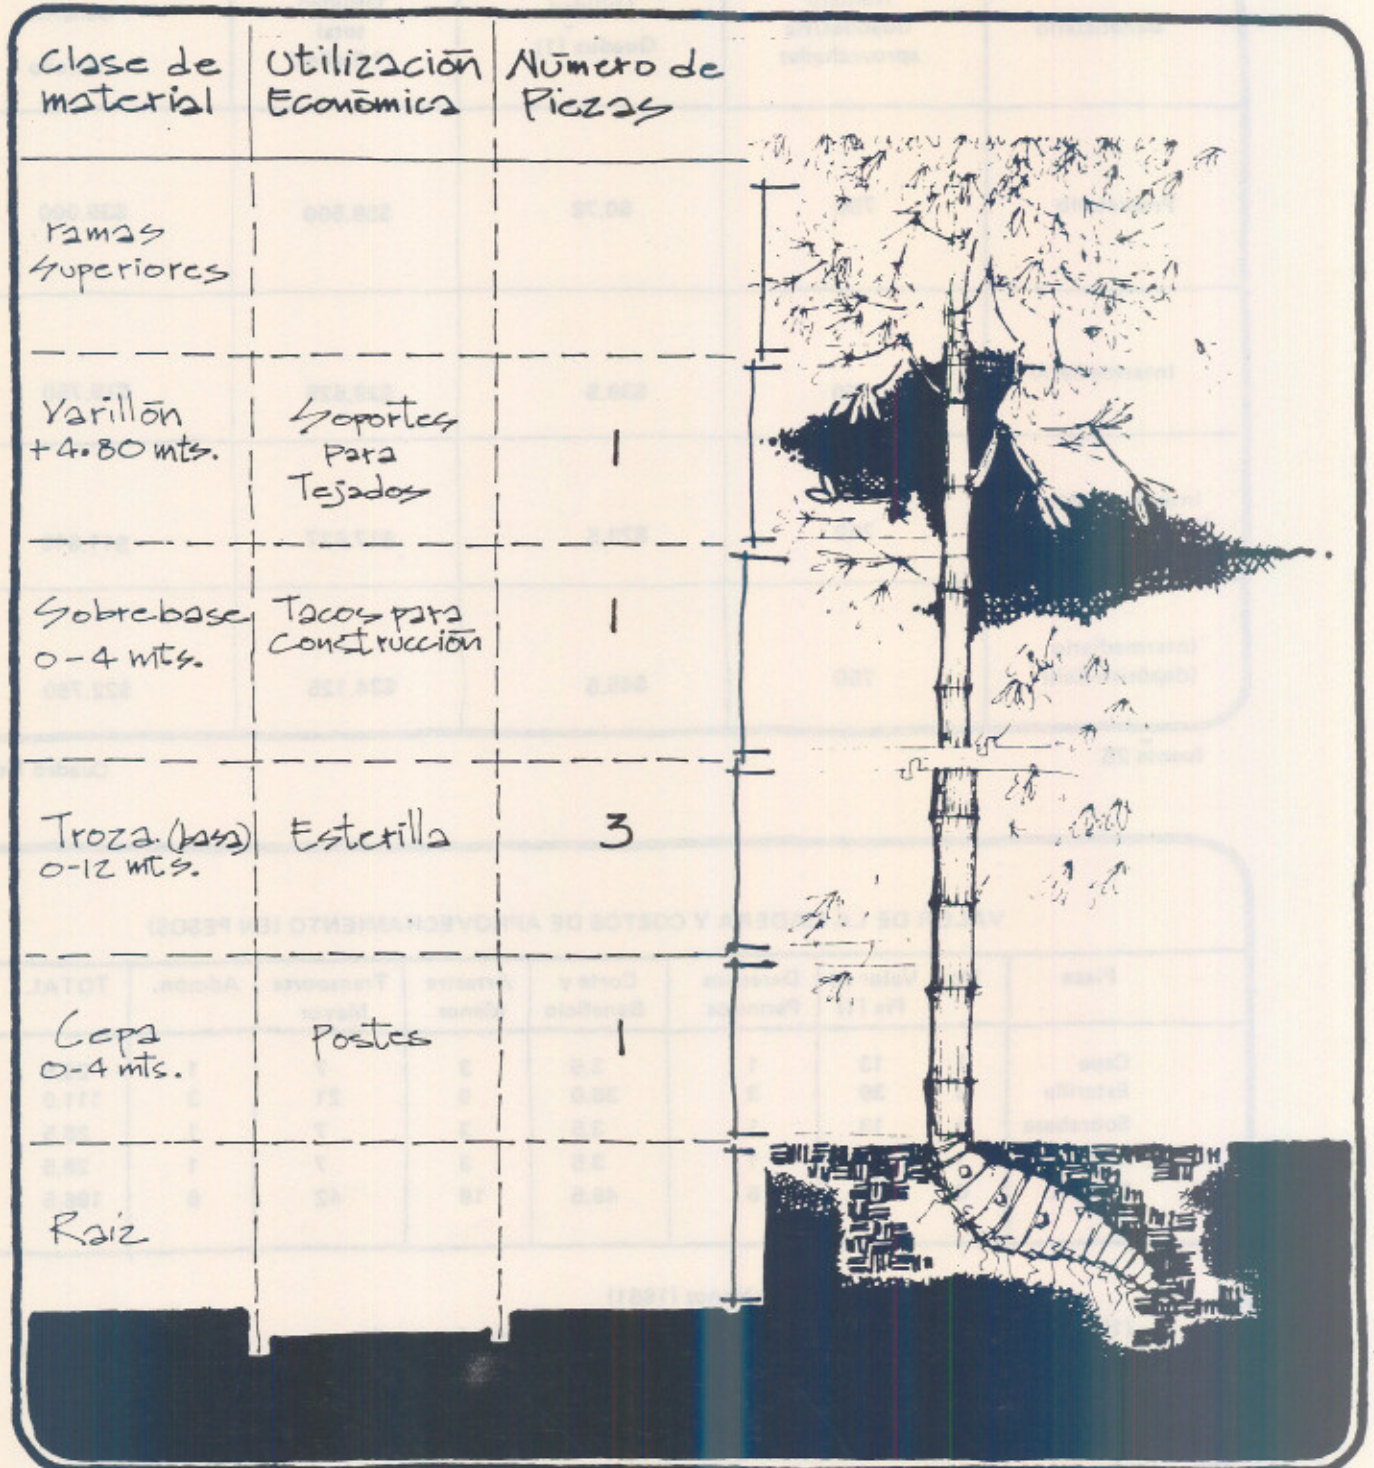 Clase de material
Utilización Económica
Número de Piezas
ramas superiores
Varillón +4.80 mts.
Soportes para Tejados
1
Sobrebase 0-4 mts.
Tacos para Construcción
1
Troza (basa) 0-12 mts.
Esterilla
3
Cepa 0-4 mts.
Postes
1
Raíz